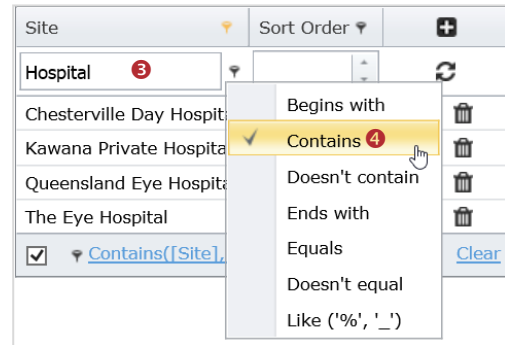 Site Sort Order
Hospital 3
Begins with
Chesterville Day Hospit
Contains 4
Kawana Private Hospita
Doesn't contain
Queensland Eye Hospita
Ends with
The Eye Hospital
Equals
Contains([Site], Clear
Doesn't equal
Like ('%', '_')